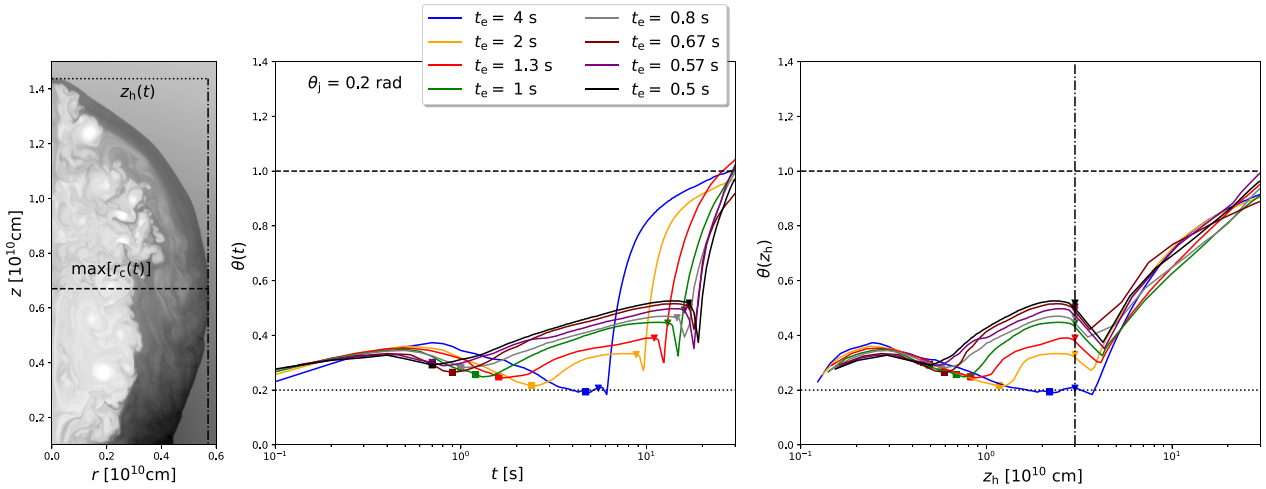 t_e = 4 s
t_e = 2 s
t_e = 1.3 s
t_e = 1 s
t_e = 0.8 s
t_e = 0.67 s
t_e = 0.57 s
t_e = 0.5 s
z_h(t)
max[r_c(t)]
1.4
1.2
1.0
0.8
0.6
0.4
0.2
z [10^10cm]
0.0 0.2 0.4 0.6
r [10^10cm]
θ_j = 0.2 rad
1.4
1.2
1.0
0.8
0.6
0.4
0.2
0.0
θ(t)
10^−1 10^0 10^1
t [s]
1.4
1.2
1.0
0.8
0.6
0.4
0.2
0.0
θ(z_h)
10^−1 10^0 10^1
z_h [10^10 cm]